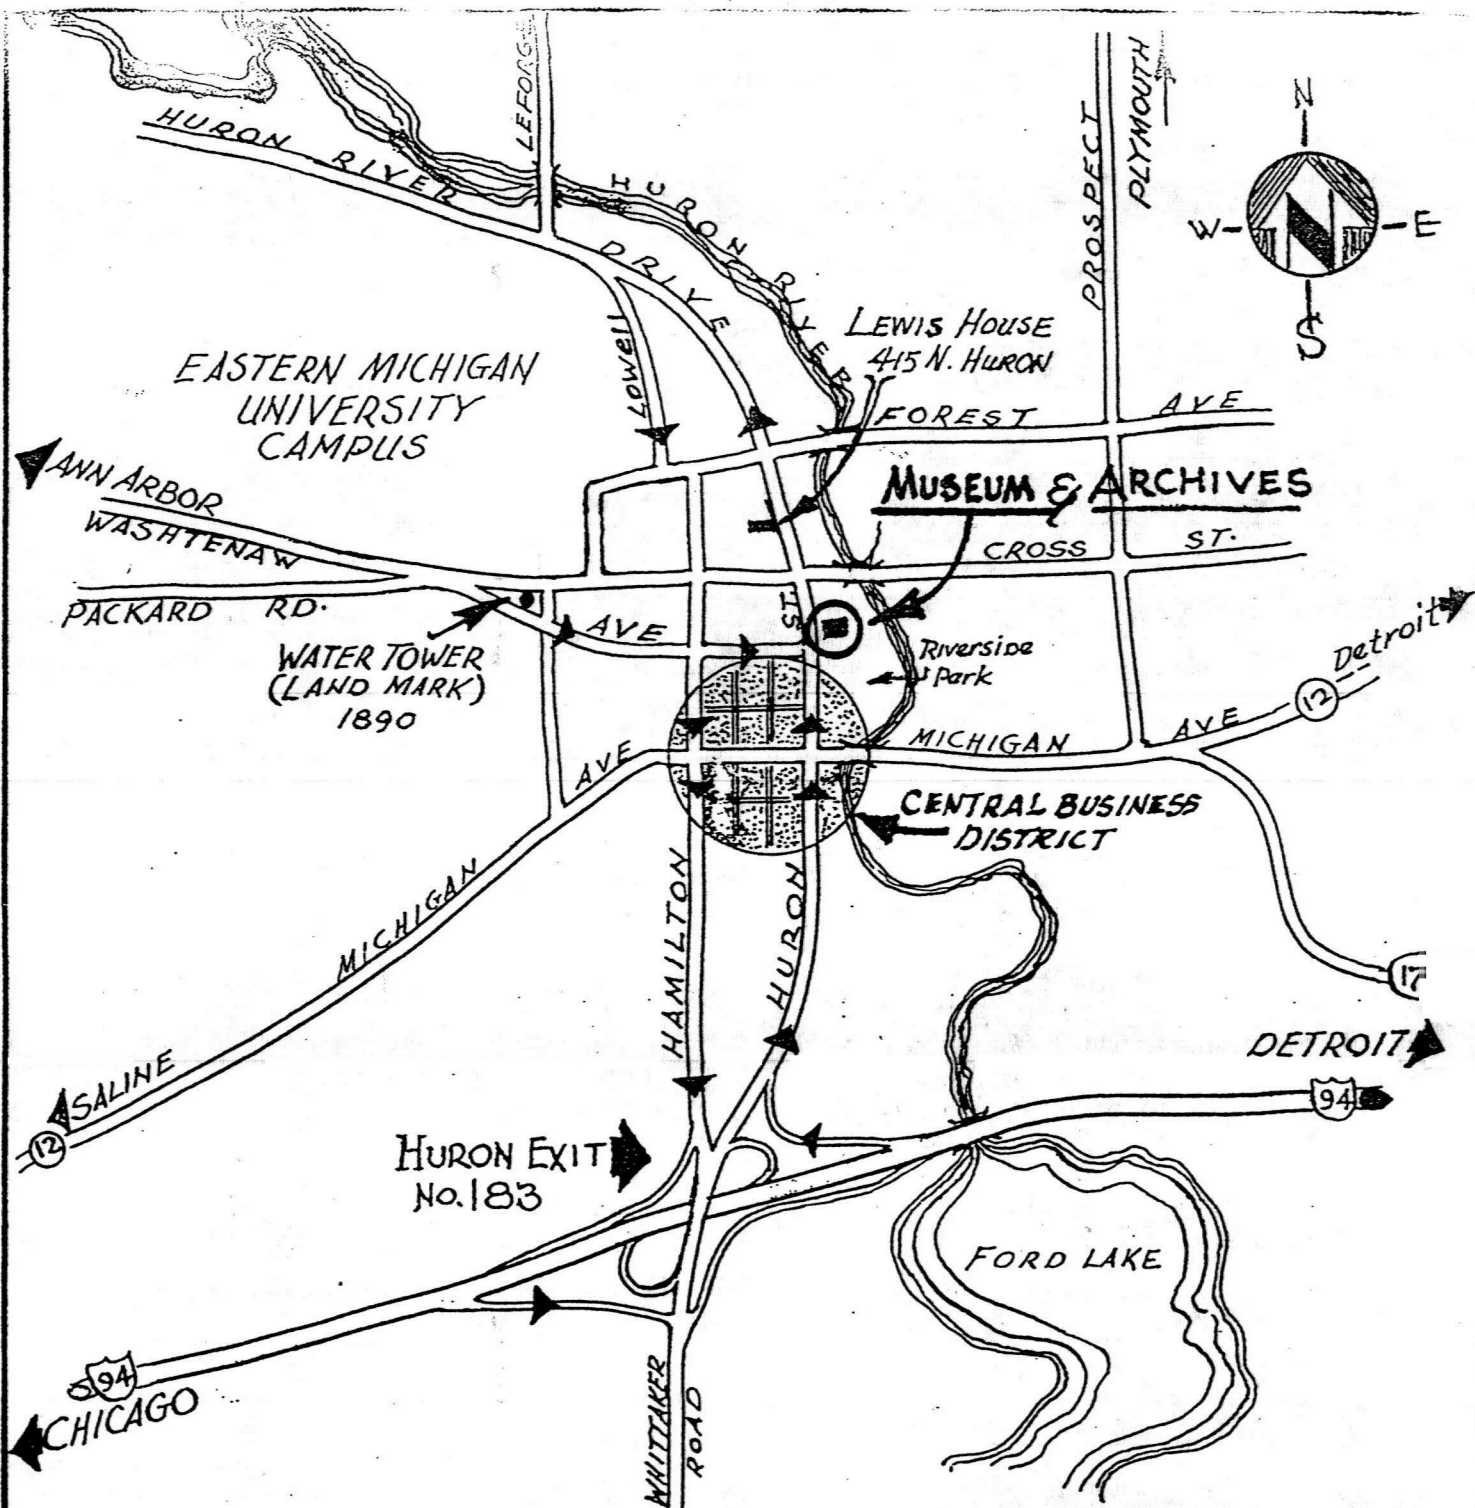 LEFORGE
PROSPECT
PLYMOUTH
N
W
E
S
HURON RIVER DRIVE
HURON RIVER
Lowell
LEWIS HOUSE
415 N. HURON
EASTERN MICHIGAN
UNIVERSITY
CAMPUS
FOREST AVE
ANN ARBOR
WASHTENAW AVE
MUSEUM & ARCHIVES
CROSS ST.
PACKARD RD.
WATER TOWER
(LAND MARK)
1890
ST.
Riverside
Park
Detroit
12
MICHIGAN AVE
MICHIGAN AVE
CENTRAL BUSINESS
DISTRICT
HAMILTON
HURON
17
DETROIT
94
SALINE
12
HURON EXIT
NO. 183
FORD LAKE
94
CHICAGO
WHITTAKER
ROAD